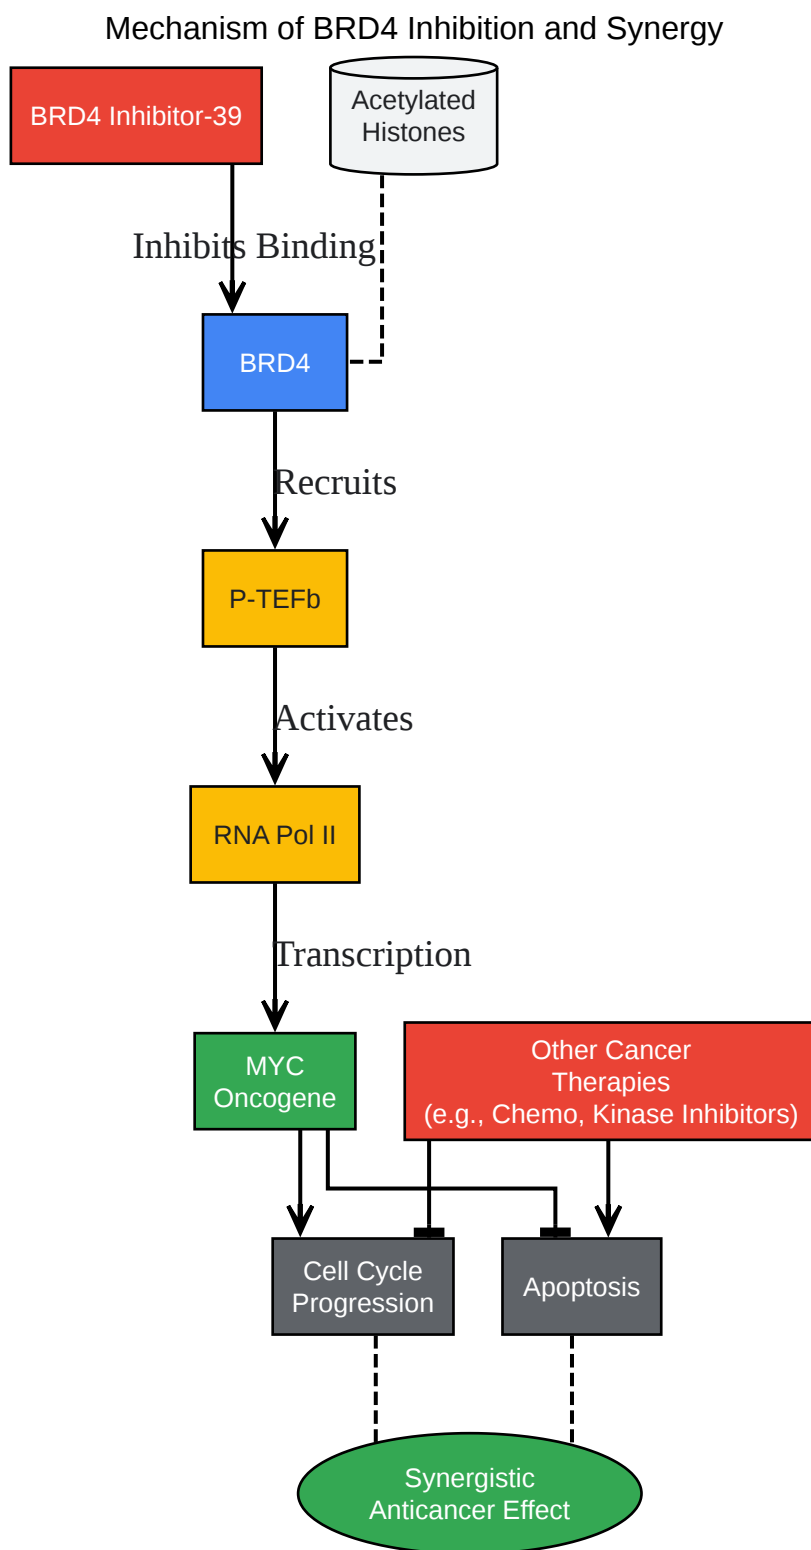 Mechanism of BRD4 Inhibition and Synergy
BRD4 Inhibitor-39
Acetylated
Histones
Inhibits Binding
BRD4
Recruits
P-TEFb
Activates
RNA Pol II
Transcription
MYC
Oncogene
Other Cancer
Therapies
(e.g., Chemo, Kinase Inhibitors)
Cell Cycle
Progression
Apoptosis
Synergistic
Anticancer Effect